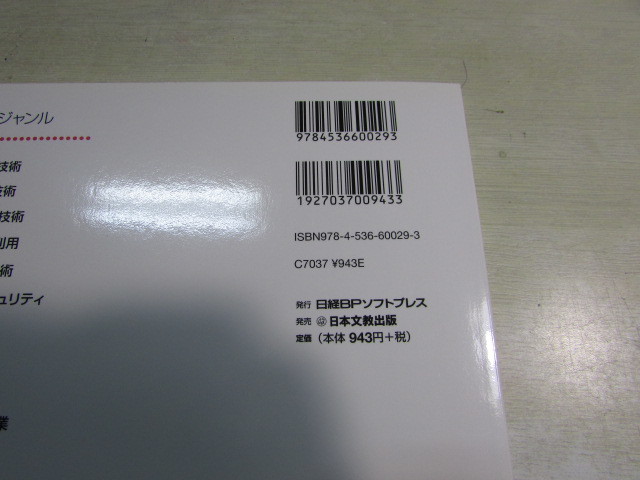 ジャンル
技術
技術
技術
利用
術
ュリティ
業
9784536600293
1927037009433
ISBN978-4-536-60029-3
C7037 ¥943E
発行 日経BPソフトプレス
発売 日本文教出版
定価 (本体 943円+税)